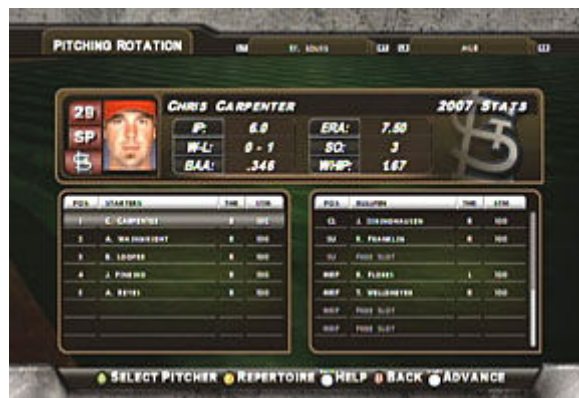 PITCHING ROTATION ST. LOUIS
CHRIS CARPENTER 2007 STATS
29
SP
IP: 6.0 ERA: 7.50
W-L: 0 - 1 SO: 3
BAA: .346 WHIP: 1.67
POS STARTERS THR STM
1 C. CARPENTER R 100
2 A. WAINWRIGHT R 100
3 B. LOOPER R 100
4 J. PINEIRO R 100
5 A. REYES R 100
POS BULLPEN THR STM
CL J. ISRINGHAUSEN R 100
SU R. FRANKLIN R 100
SU FREE SLOT
MRP R. FLORES L 100
MRP T. WELLEMEYER R 100
MRP FREE SLOT
MRP FREE SLOT
SELECT PITCHER REPERTOIRE HELP BACK ADVANCE